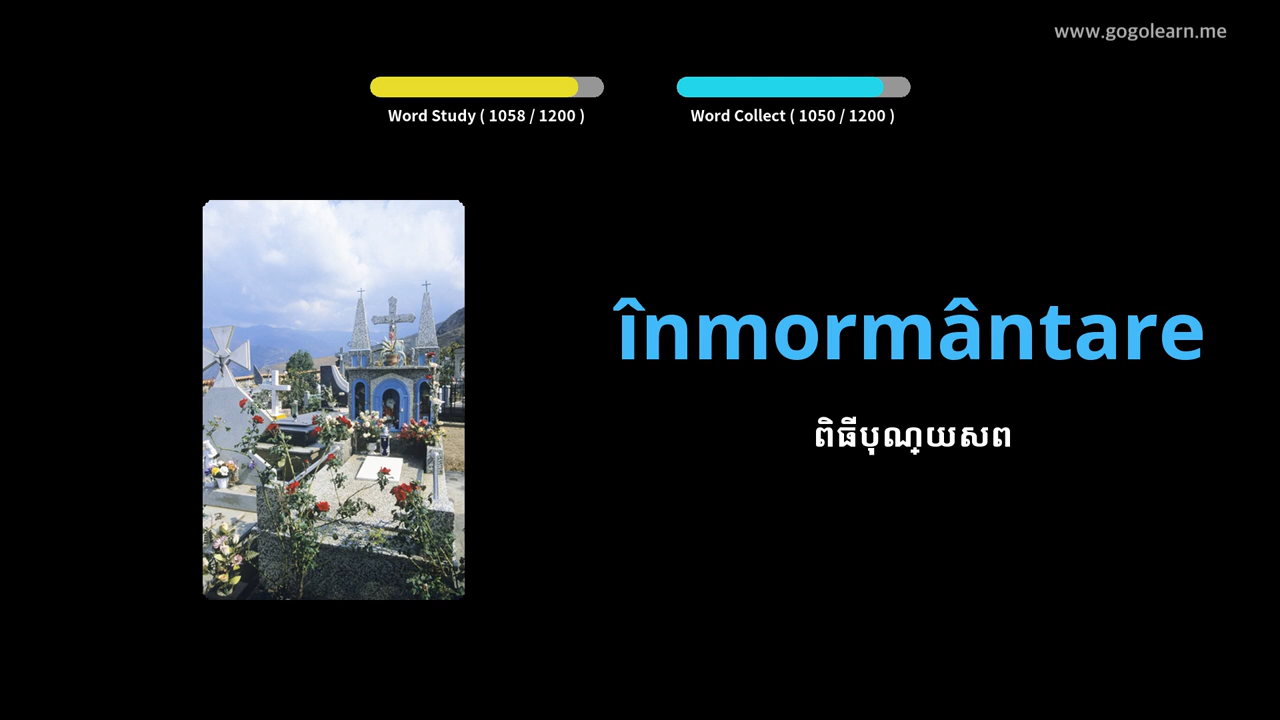 www.gogolearn.me
Word Study ( 1058 / 1200 )
Word Collect ( 1050 / 1200 )
înmormântare
ពិធីបុណ្យសព